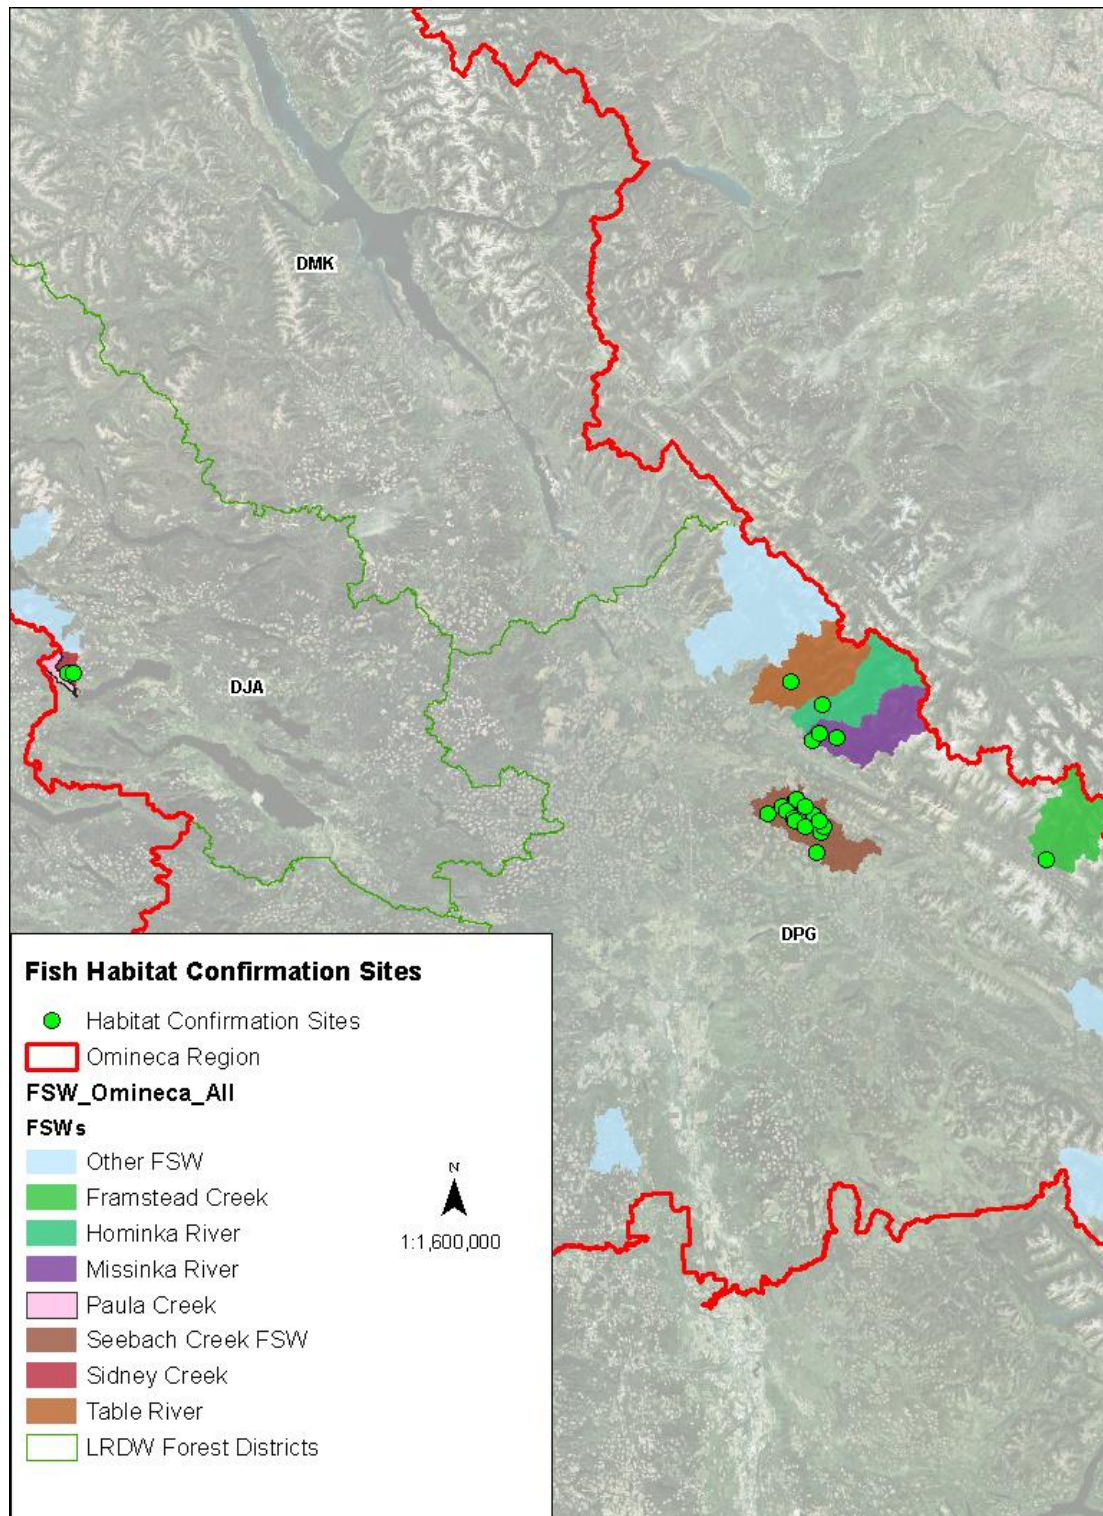 DMK
DJA
DPG
Fish Habitat Confirmation Sites
Habitat Confirmation Sites
Omineca Region
FSW_Omineca_All
FSWs
Other FSW
Framstead Creek
Hominka River
Missinka River
Paula Creek
Seebach Creek FSW
Sidney Creek
Table River
LRDW Forest Districts
N
1:1,600,000